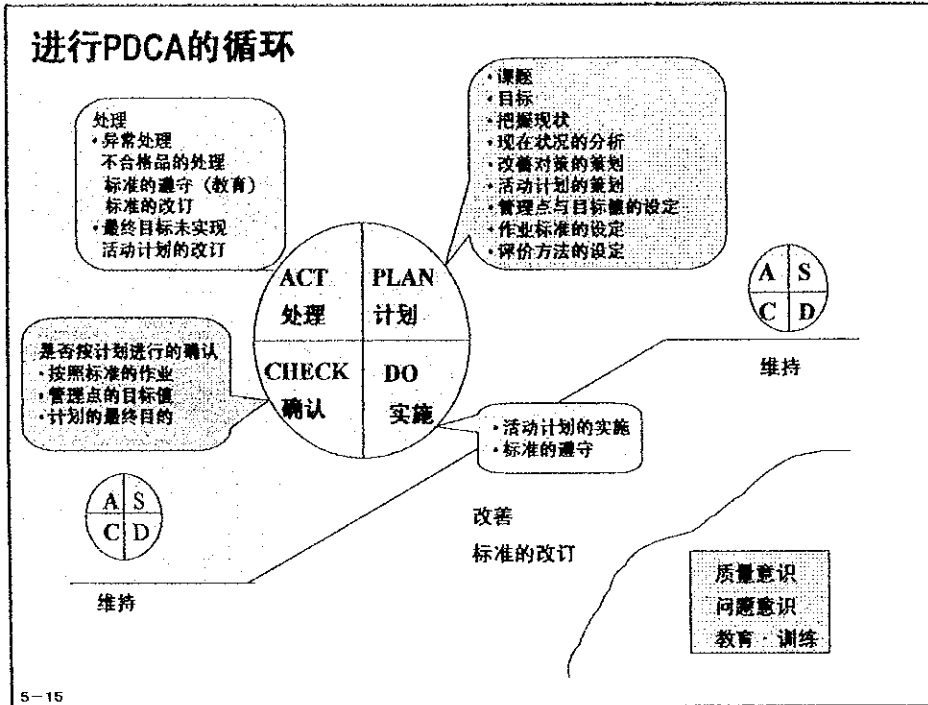 进行PDCA的循环
处理
·异常处理
不合格品的处理
标准的遵守（教育）
标准的改订
·最终目标未实现
活动计划的改订
·课题
·目标
·把握现状
·现在状况的分析
·改善对策的策划
·活动计划的策划
·管理点与目标值的设定
·作业标准的设定
·评价方法的设定
ACT
处理
PLAN
计划
CHECK
确认
DO
实施
是否按计划进行的确认
·按照标准的作业
·管理点的目标值
·计划的最终目的
·活动计划的实施
·标准的遵守
A S
C D
维持
A S
C D
维持
改善
标准的改订
质量意识
问题意识
教育·训练
5-15